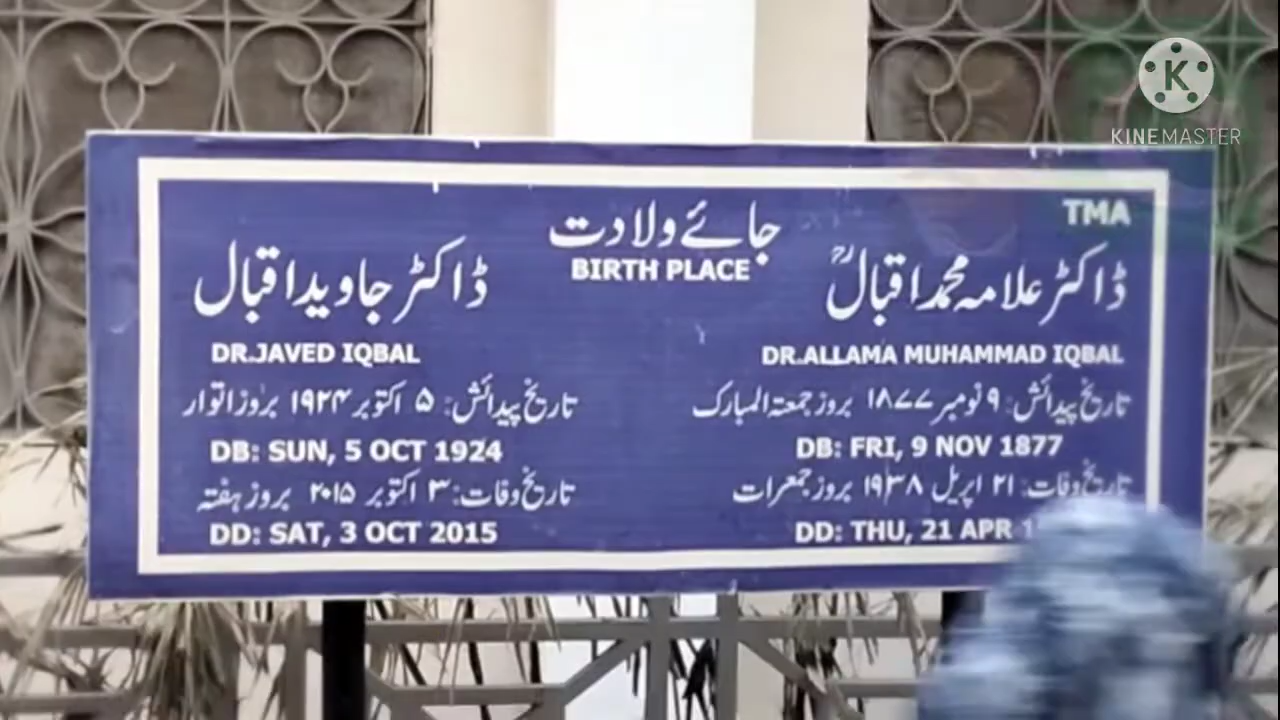 KINEMASTER
TMA
جائے ولادت
BIRTH PLACE
ڈاکٹر علامہ محمد اقبالؒ
DR.ALLAMA MUHAMMAD IQBAL
تاریخ پیدائش: ۹ نومبر ۱۸۷۷ بروز جمعتہ المبارک
DB: FRI, 9 NOV 1877
تاریخ وفات: ۲۱ اپریل ۱۹۳۸ بروز جمعرات
DD: THU, 21 APR
ڈاکٹر جاوید اقبال
DR.JAVED IQBAL
تاریخ پیدائش: ۵ اکتوبر ۱۹۲۴ بروز اتوار
DB: SUN, 5 OCT 1924
تاریخ وفات: ۳ اکتوبر ۲۰۱۵ بروز ہفتہ
DD: SAT, 3 OCT 2015